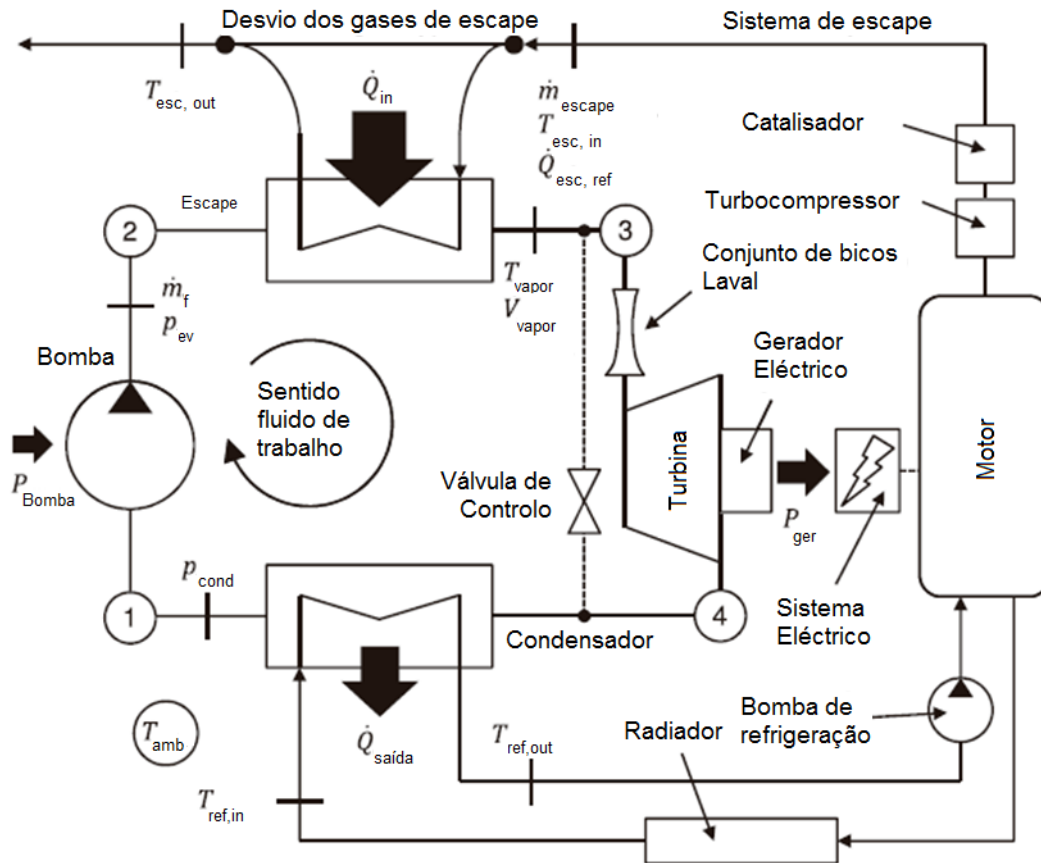 Desvio dos gases de escape
Sistema de escape
T esc, out
Q̇ in
ṁ escape
T esc, in
Q̇ esc, ref
Catalisador
Turbocompressor
Escape
2
3
Conjunto de bicos
Laval
T vapor
V vapor
ṁ f
p ev
Bomba
Gerador
Eléctrico
Sentido
fluido de
trabalho
P Bomba
Válvula de
Controlo
Turbina
P ger
Motor
p cond
1
4
Condensador
Sistema
Eléctrico
T amb
Q̇ saída
T ref,out
Radiador
Bomba de
refrigeração
T ref,in